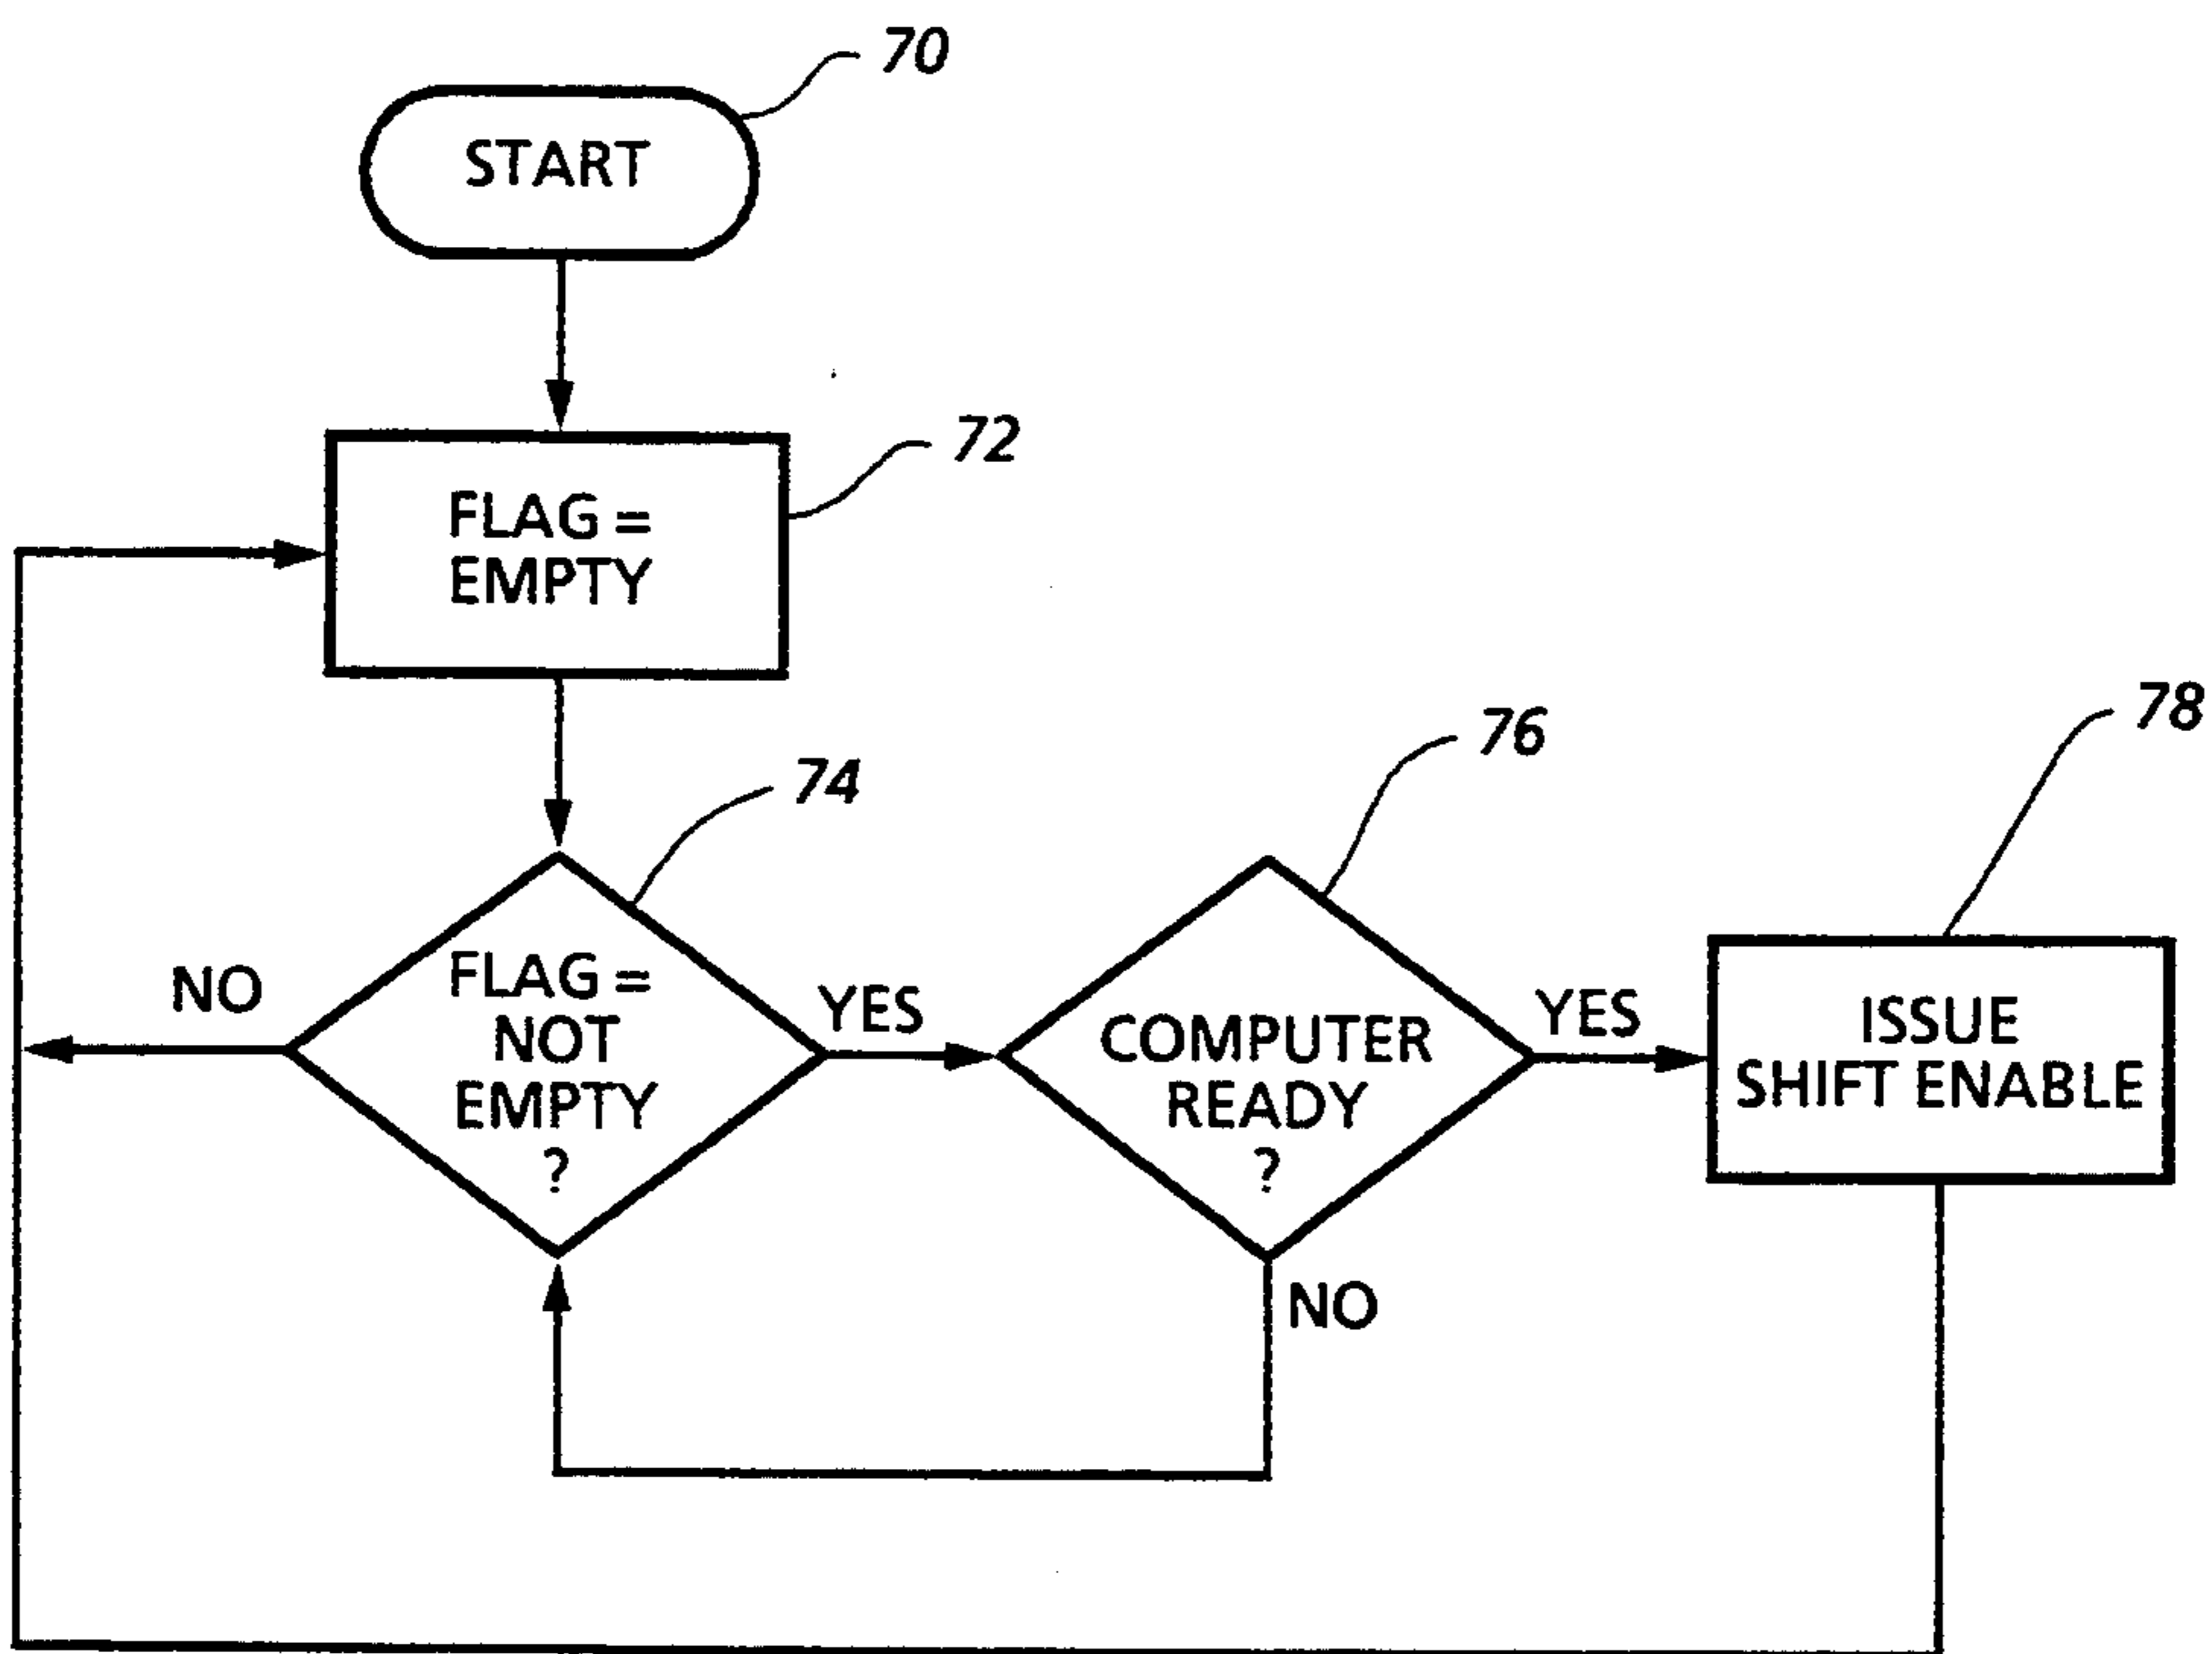 70
START
72
FLAG =
EMPTY
74
76
78
NO
FLAG =
NOT
EMPTY
?
YES
COMPUTER
READY
?
YES
ISSUE
SHIFT ENABLE
NO